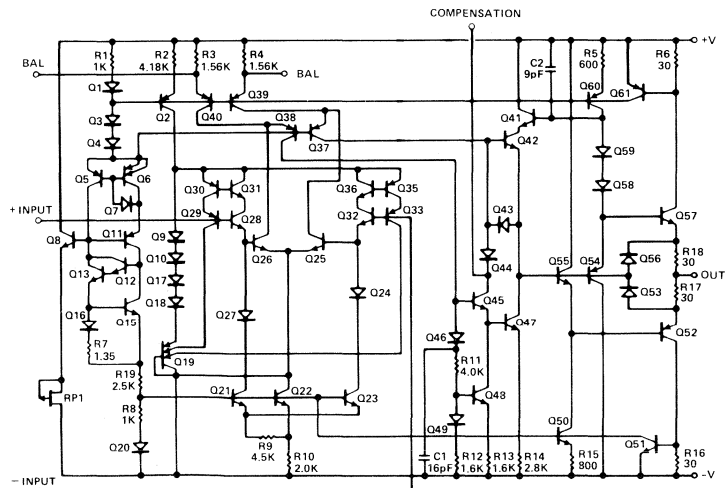 COMPENSATION
+V
BAL
R1
1K
R2
4.18K
R3
1.56K
R4
1.56K
BAL
C2
9pF
R5
600
R6
30
Q1
Q2
Q3
Q4
Q39
Q40
Q38
Q37
Q41
Q42
Q60
Q61
Q59
Q58
Q57
Q5
Q6
Q7
Q30
Q31
Q36
Q35
+INPUT
Q29
Q28
Q32
Q33
Q43
Q8
Q11
Q9
Q10
Q26
Q25
Q44
Q55
Q54
Q56
R18
30
OUT
Q13
Q12
Q17
Q18
Q24
Q45
Q47
Q53
R17
30
Q16
Q15
Q27
Q46
Q52
R7
1.35
Q19
R11
4.0K
R19
2.5K
RP1
Q21
Q22
Q23
Q48
R8
1K
Q49
Q50
Q51
Q20
R9
4.5K
R10
2.0K
C1
16pF
R12
1.6K
R13
1.6K
R14
2.8K
R15
800
R16
30
-INPUT
-V